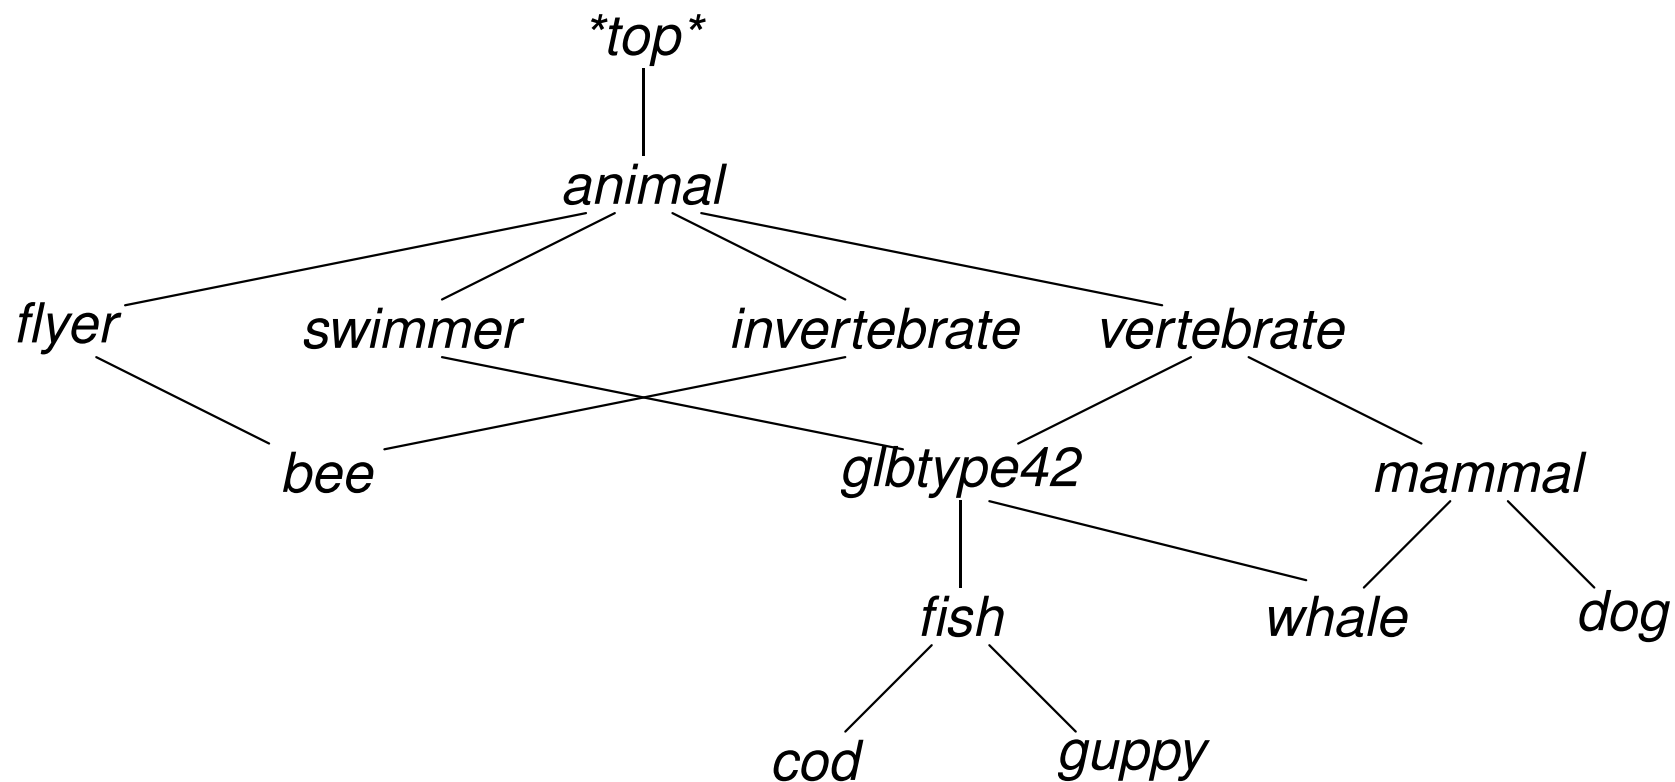 *top*
animal
flyer swimmer invertebrate vertebrate
bee glbtype42 mammal
fish whale dog
cod guppy